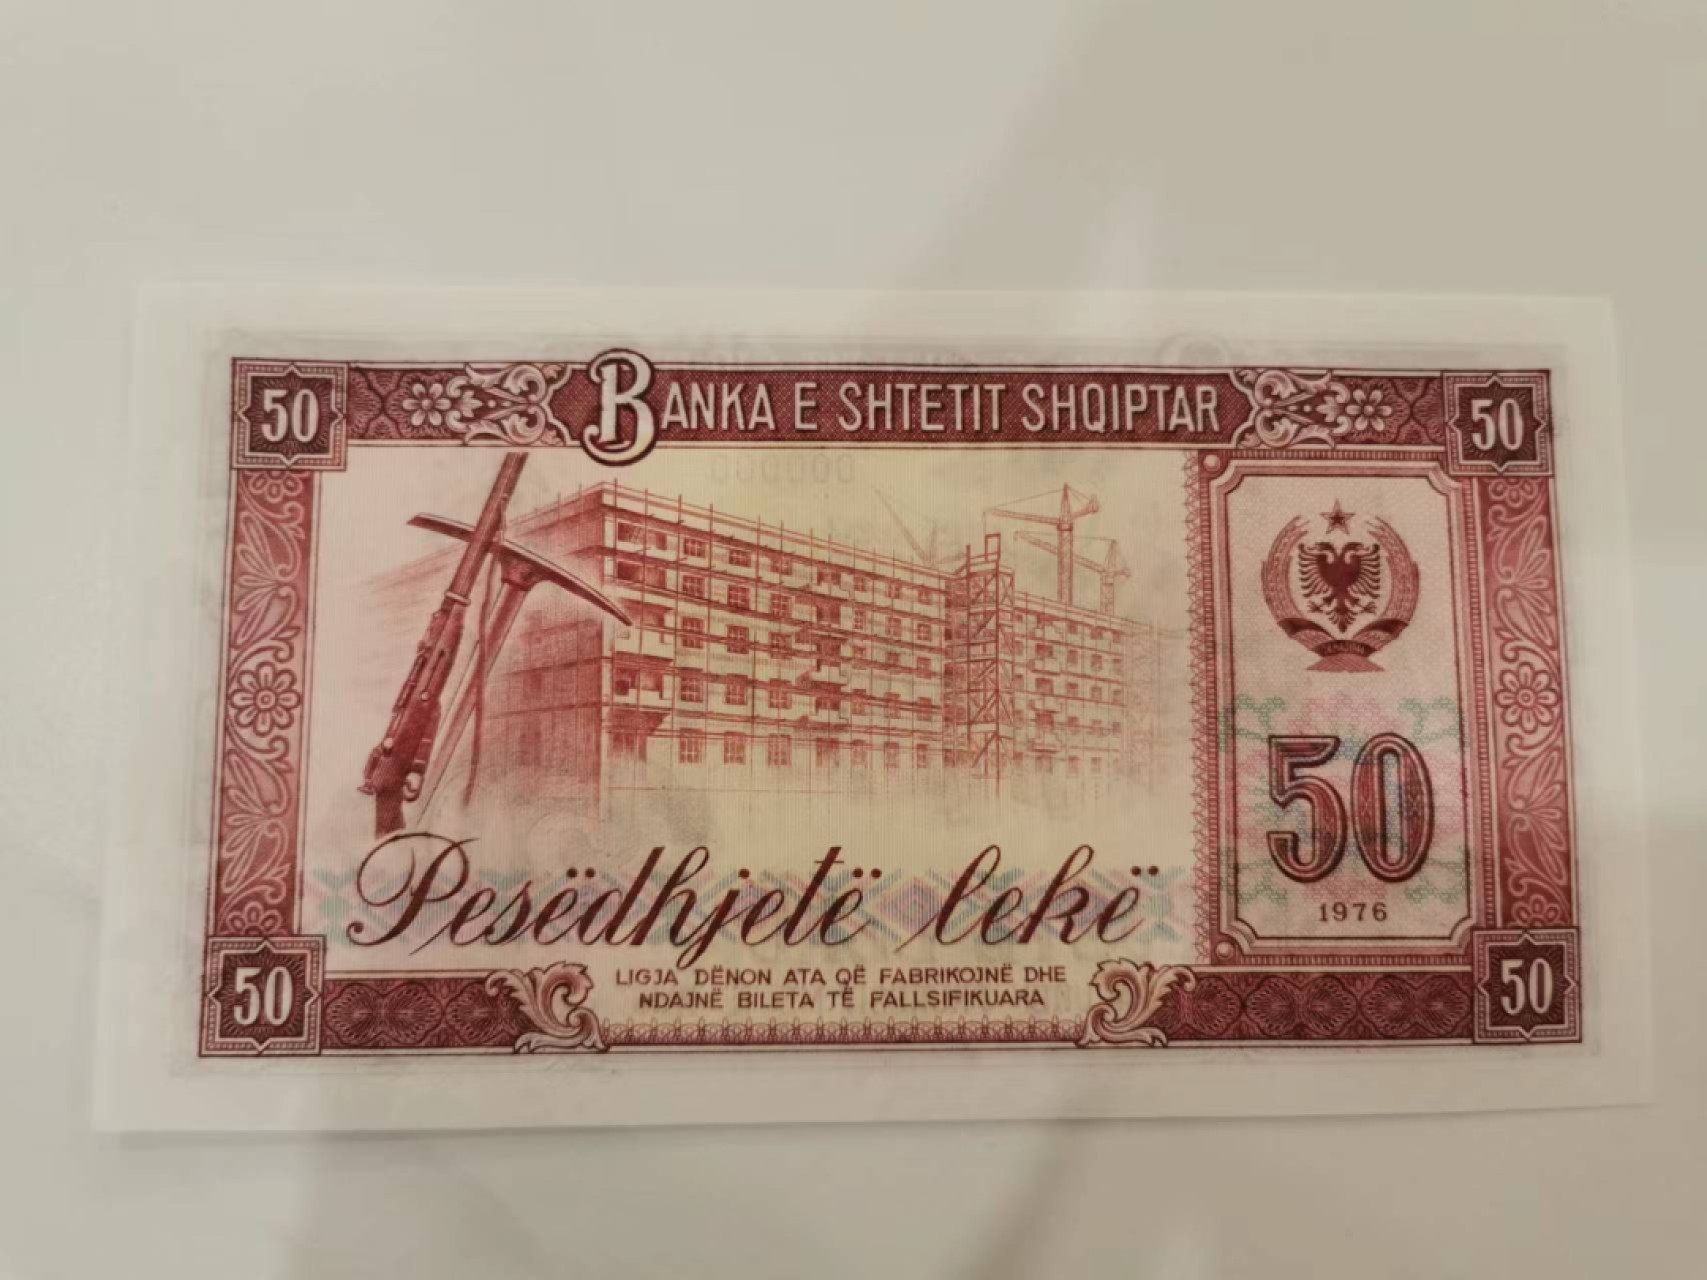 50 BANKA E SHTETIT SHQIPTAR 50
50
1976
Pesëdhjetë lekë
LIGJA DËNON ATA QË FABRIKOJNË DHE
NDAJNË BILETA TË FALLSIFIKUARA
50 50